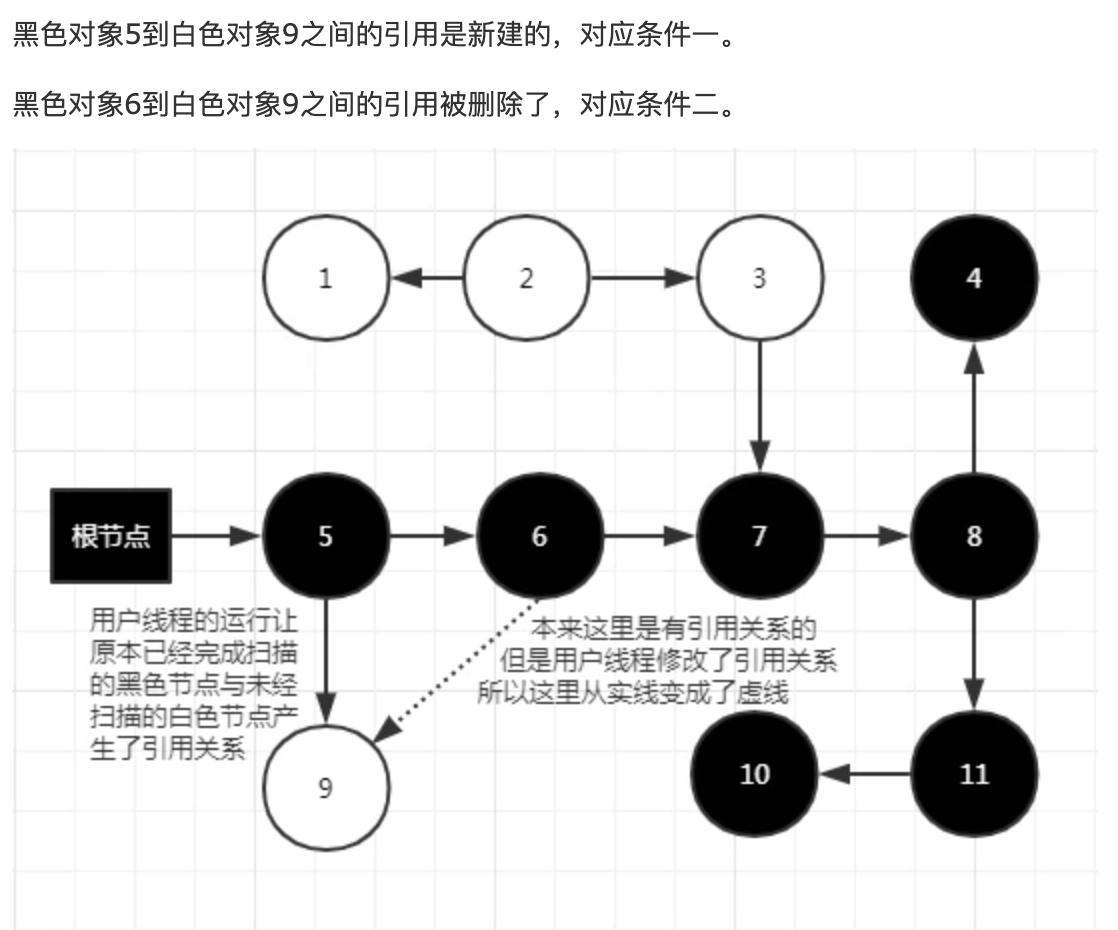 黑色对象5到白色对象9之间的引用是新建的，对应条件一。
黑色对象6到白色对象9之间的引用被删除了，对应条件二。
1
2
3
4
根节点
5
6
7
8
用户线程的运行让
原本已经完成扫描
的黑色节点与未经
扫描的白色节点产
生了引用关系
本来这里是有引用关系的
但是用户线程修改了引用关系
所以这里从实线变成了虚线
9
10
11